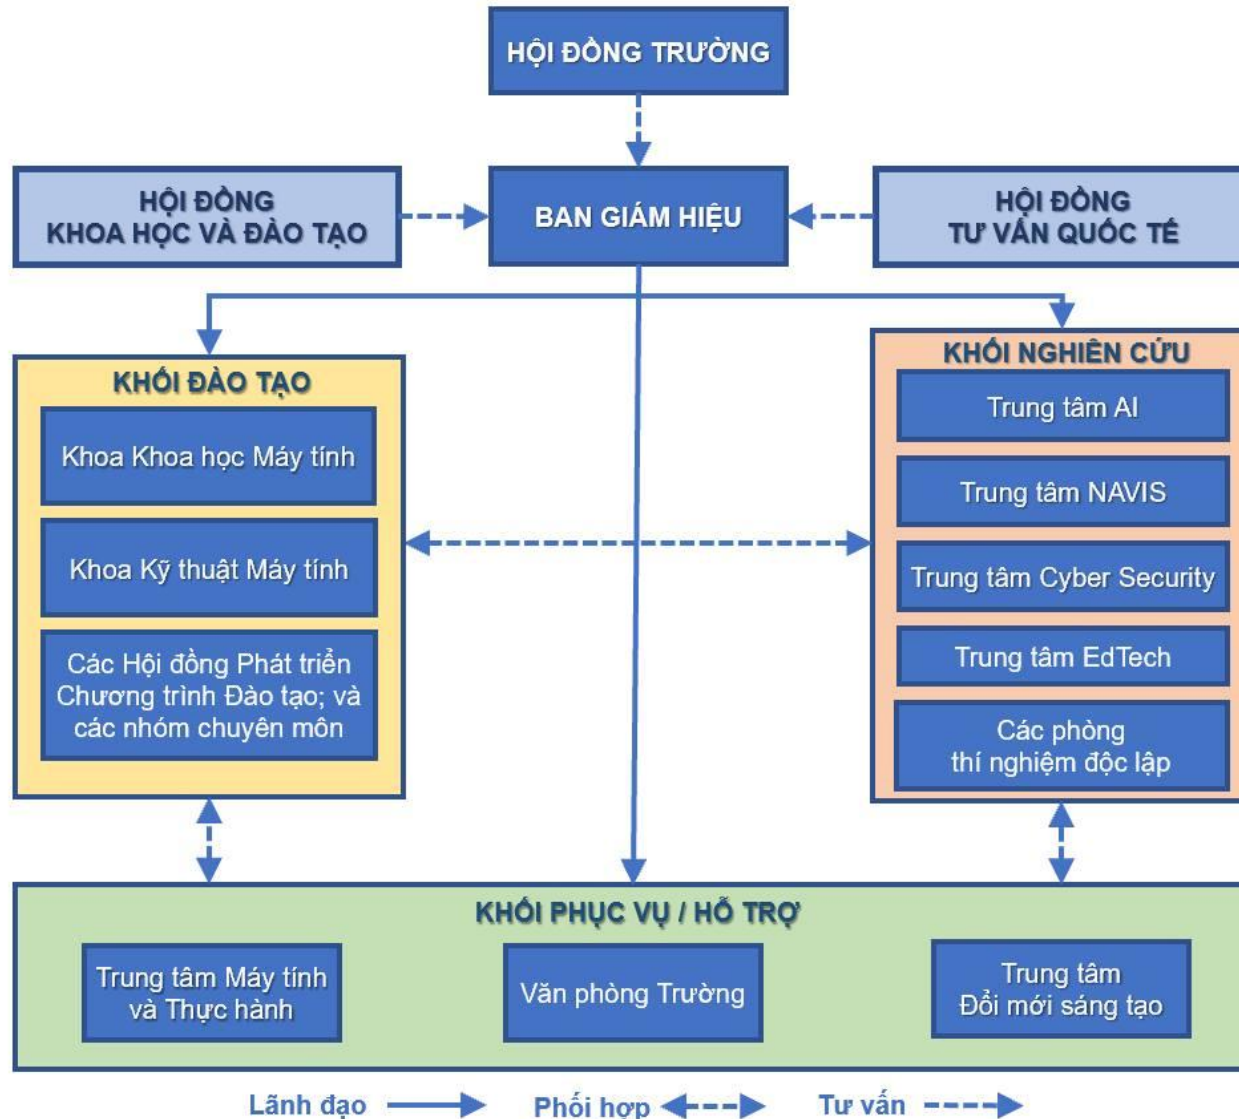 HỘI ĐỒNG TRƯỜNG
HỘI ĐỒNG
KHOA HỌC VÀ ĐÀO TẠO
BAN GIÁM HIỆU
HỘI ĐỒNG
TƯ VẤN QUỐC TẾ
KHỐI ĐÀO TẠO
Khoa Khoa học Máy tính
Khoa Kỹ thuật Máy tính
Các Hội đồng Phát triển
Chương trình Đào tạo; và
các nhóm chuyên môn
KHỐI NGHIÊN CỨU
Trung tâm AI
Trung tâm NAVIS
Trung tâm Cyber Security
Trung tâm EdTech
Các phòng
thí nghiệm độc lập
KHỐI PHỤC VỤ / HỖ TRỢ
Trung tâm Máy tính
và Thực hành
Văn phòng Trường
Trung tâm
Đổi mới sáng tạo
Lãnh đạo
Phối hợp
Tư vấn